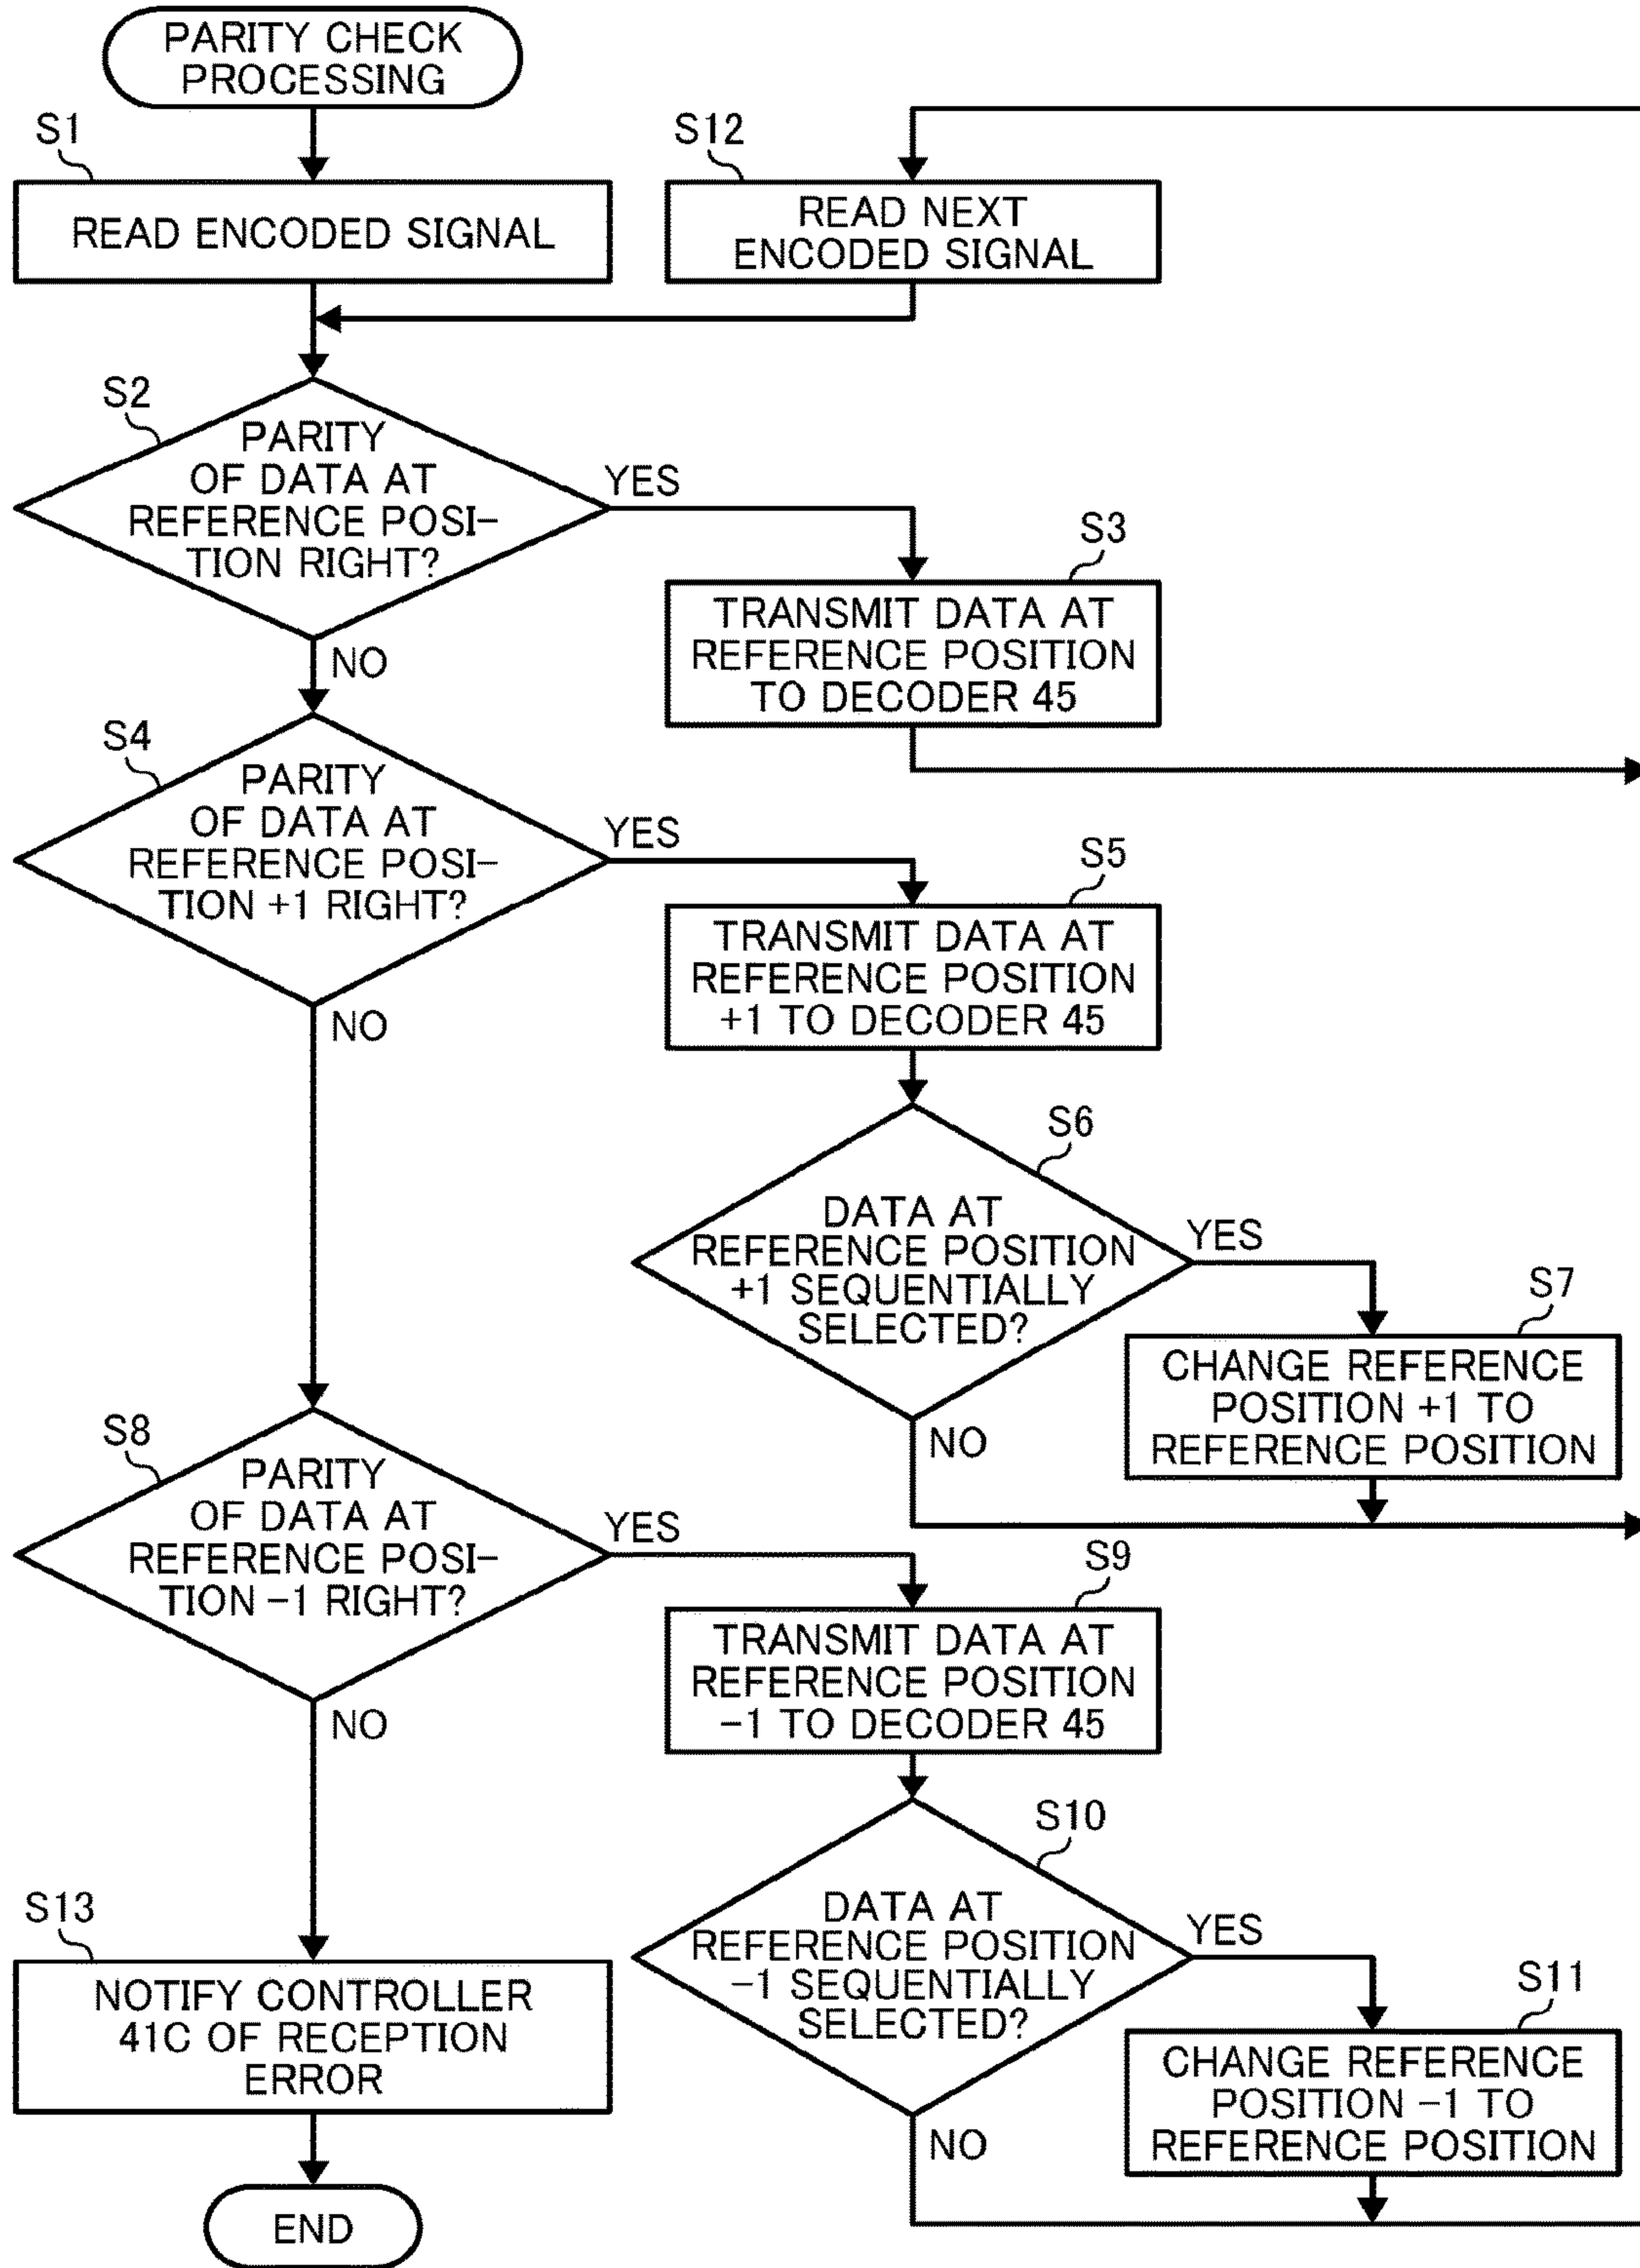 PARITY CHECK
PROCESSING
S1
READ ENCODED SIGNAL
S12
READ NEXT
ENCODED SIGNAL
S2
PARITY
OF DATA AT
REFERENCE POSI-
TION RIGHT?
YES
NO
S3
TRANSMIT DATA AT
REFERENCE POSITION
TO DECODER 45
S4
PARITY
OF DATA AT
REFERENCE POSI-
TION +1 RIGHT?
YES
NO
S5
TRANSMIT DATA AT
REFERENCE POSITION
+1 TO DECODER 45
S6
DATA AT
REFERENCE POSITION
+1 SEQUENTIALLY
SELECTED?
YES
NO
S7
CHANGE REFERENCE
POSITION +1 TO
REFERENCE POSITION
S8
PARITY
OF DATA AT
REFERENCE POSI-
TION −1 RIGHT?
YES
NO
S9
TRANSMIT DATA AT
REFERENCE POSITION
−1 TO DECODER 45
S10
DATA AT
REFERENCE POSITION
−1 SEQUENTIALLY
SELECTED?
YES
NO
S11
CHANGE REFERENCE
POSITION −1 TO
REFERENCE POSITION
S13
NOTIFY CONTROLLER
41C OF RECEPTION
ERROR
END